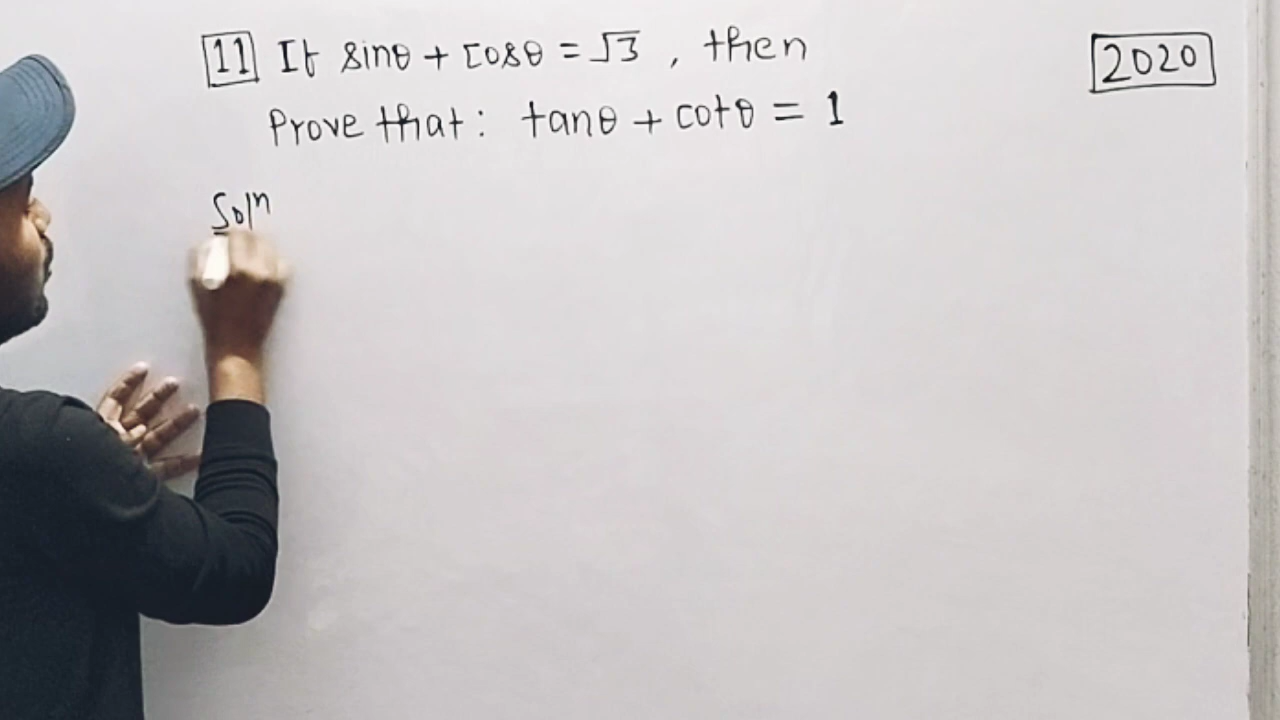 11 If sinθ + cosθ = √3 , then
2020
Prove that : tanθ + cotθ = 1
Solⁿ